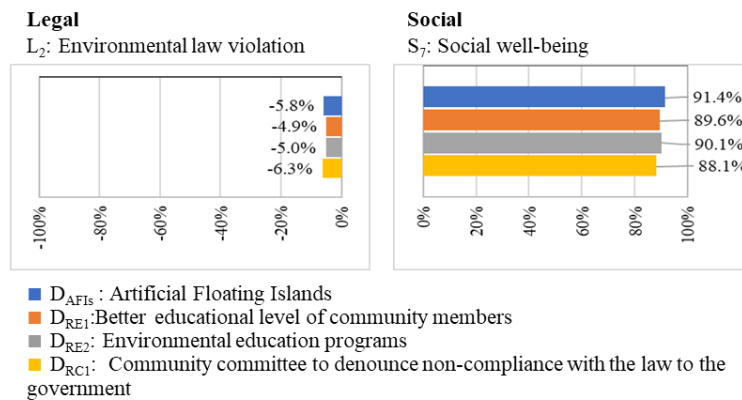 Legal
L2: Environmental law violation
-5.8%
-4.9%
-5.0%
-6.3%
-100%
-80%
-60%
-40%
-20%
0%
Social
S7: Social well-being
91.4%
89.6%
90.1%
88.1%
0%
20%
40%
60%
80%
100%
DAFIs : Artificial Floating Islands
DRE1:Better educational level of community members
DRE2: Environmental education programs
DRC1: Community committee to denounce non-compliance with the law to the
government